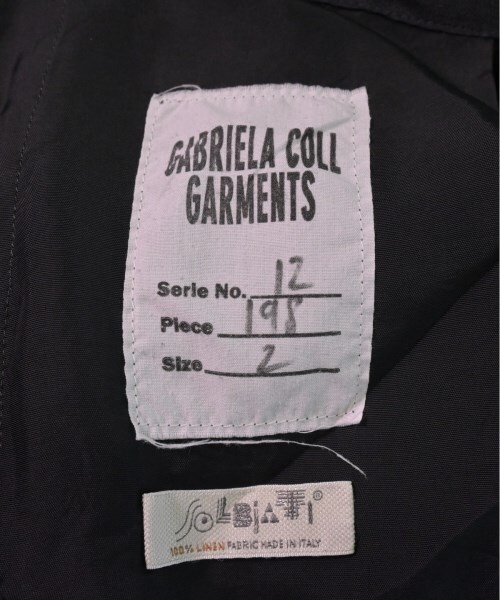 GABRIELA COLL
GARMENTS
Serie No. 12
Piece 198
Size 2
SOLBIATI®
100% LINEN FABRIC MADE IN ITALY